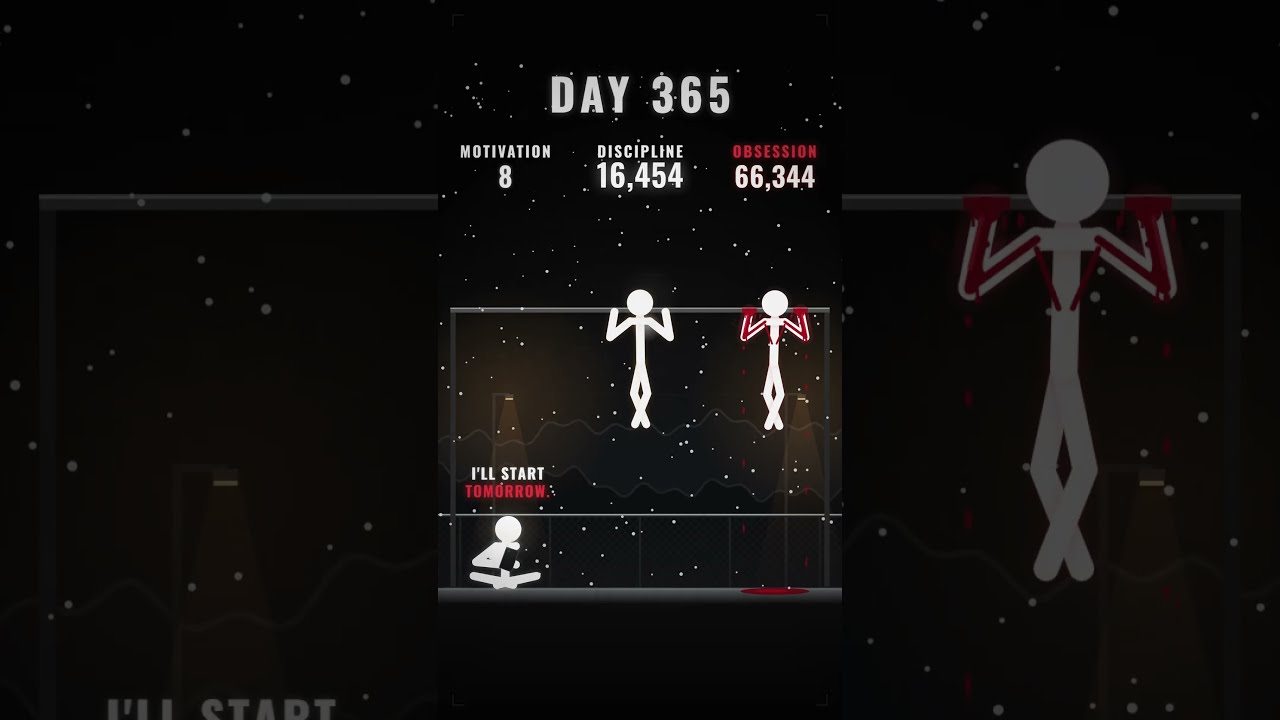 DAY 365
MOTIVATION DISCIPLINE OBSESSION
8 16,454 66,344
I'LL START
TOMORROW.
I'LL START